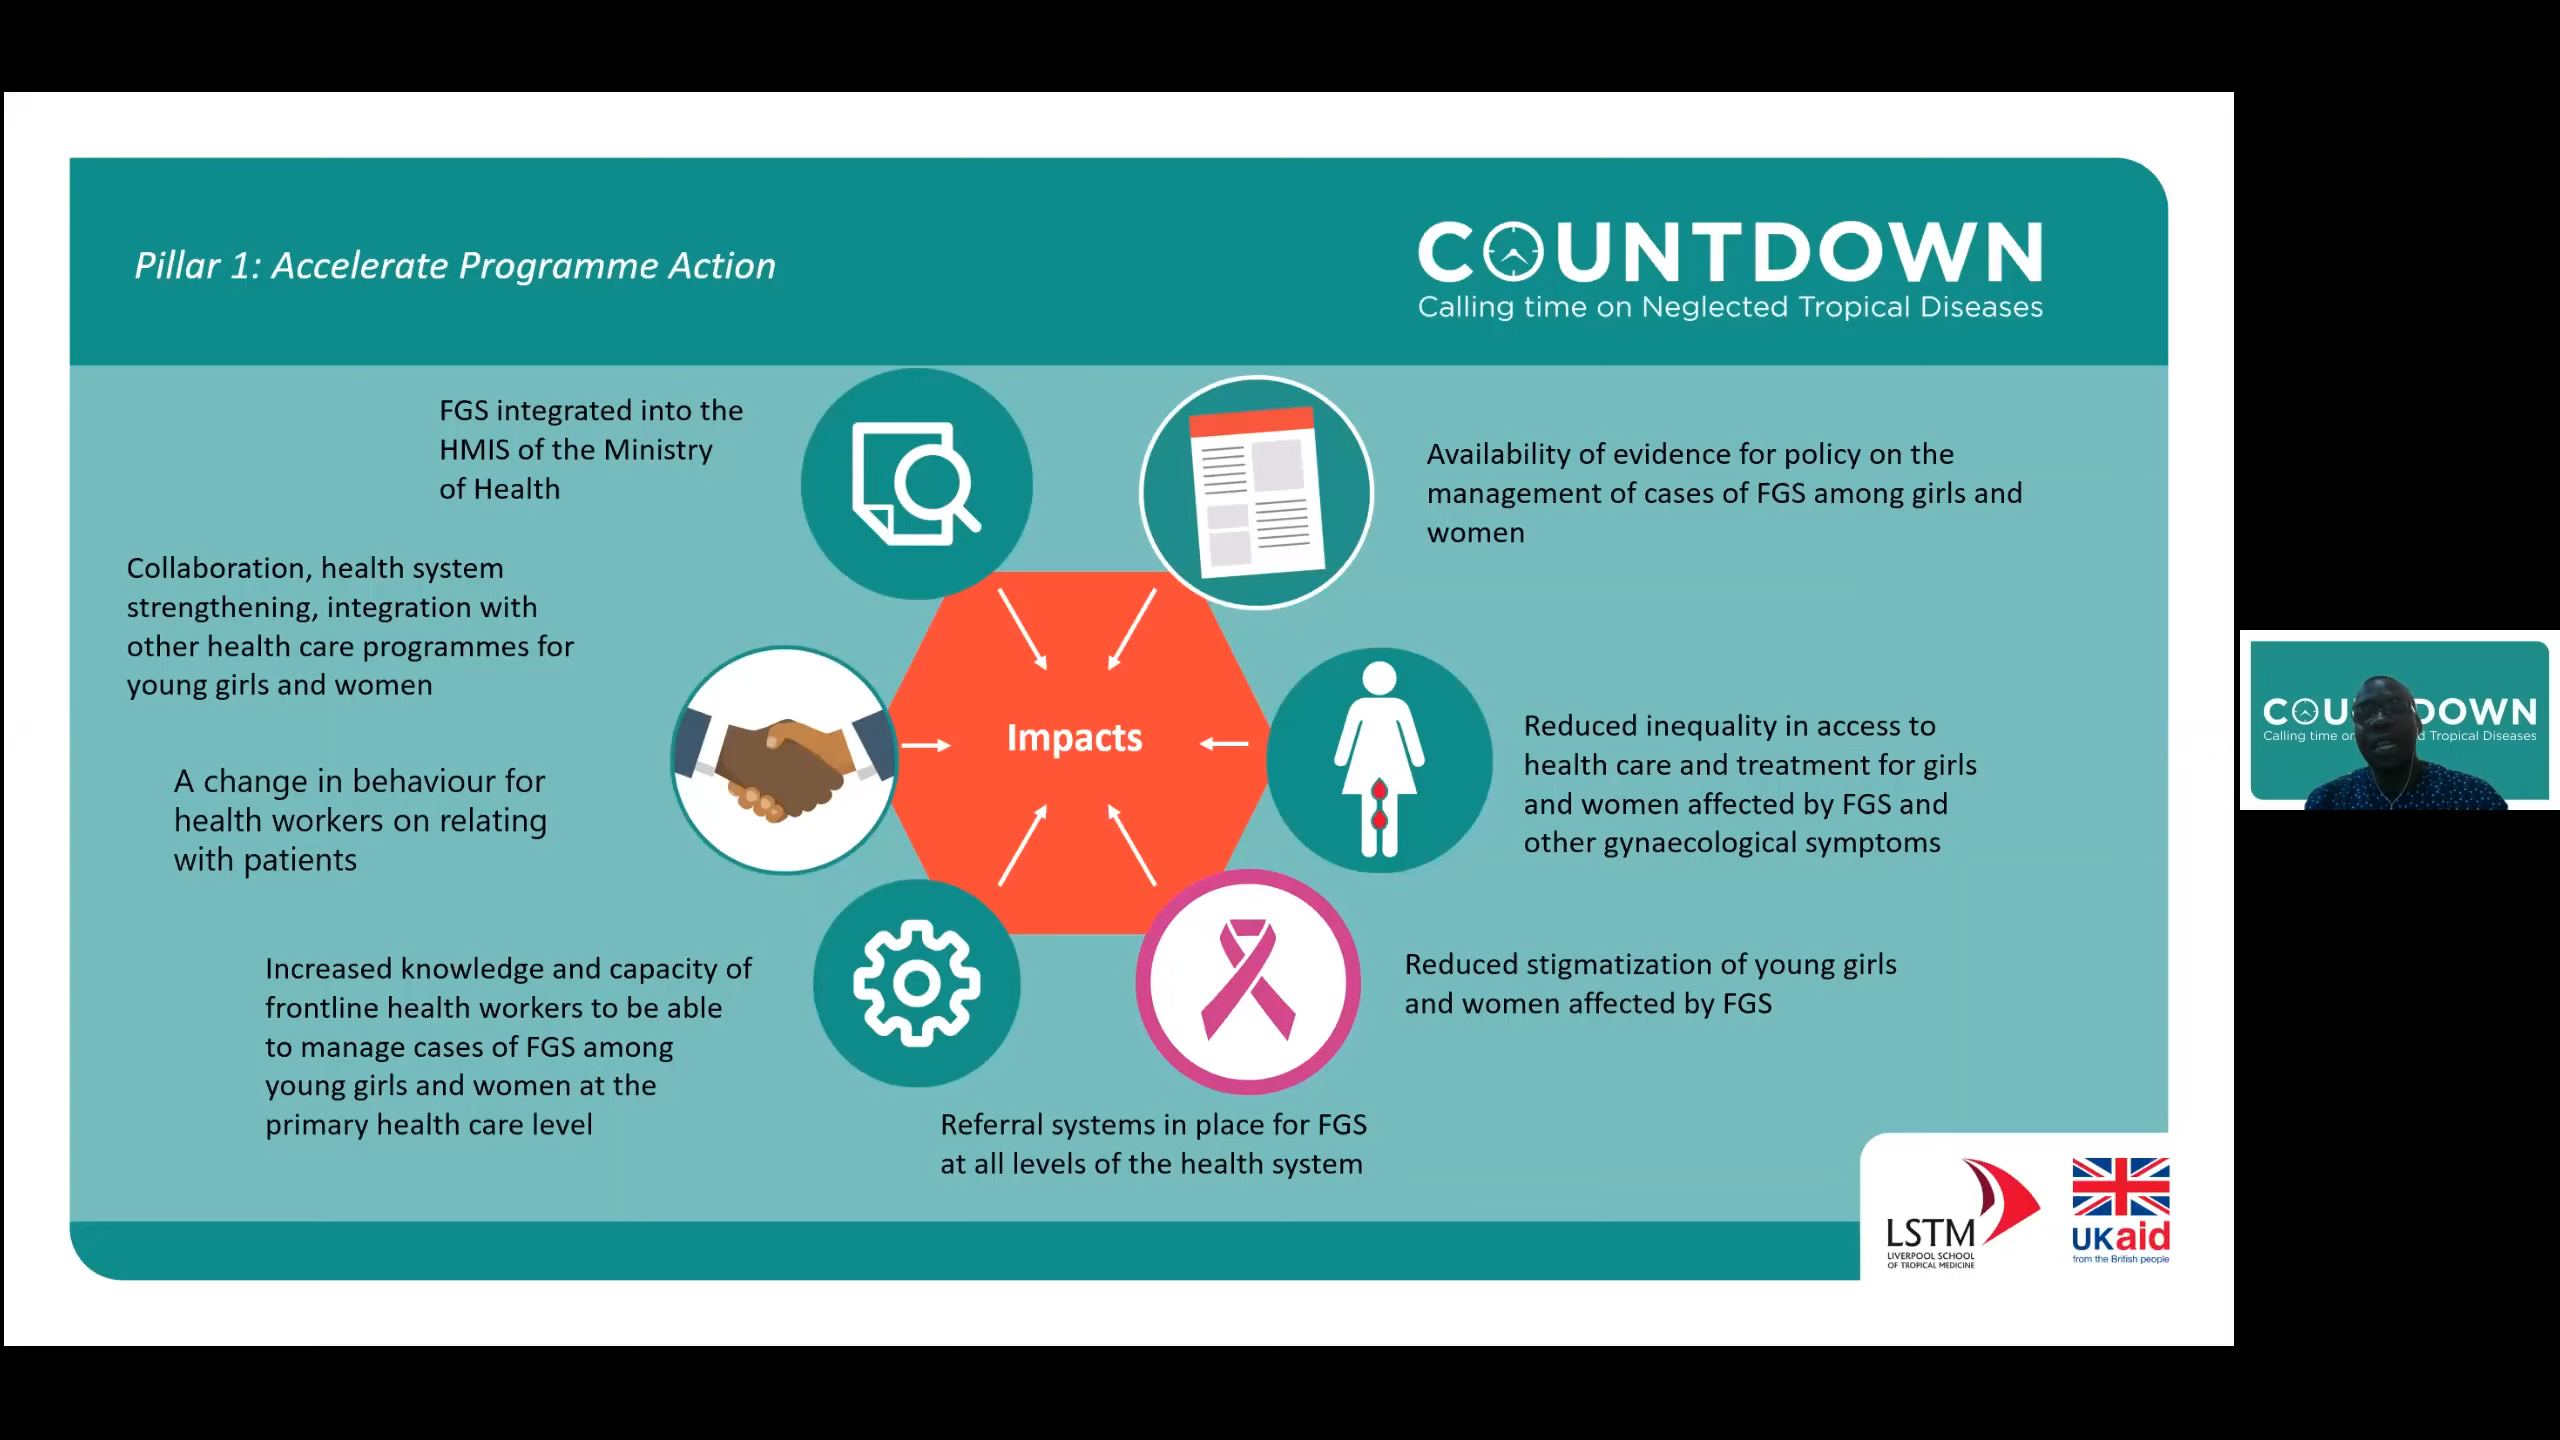 Pillar 1: Accelerate Programme Action
COUNTDOWN
Calling time on Neglected Tropical Diseases
FGS integrated into the
HMIS of the Ministry
of Health
Availability of evidence for policy on the
management of cases of FGS among girls and
women
Collaboration, health system
strengthening, integration with
other health care programmes for
young girls and women
A change in behaviour for
health workers on relating
with patients
Impacts
Reduced inequality in access to
health care and treatment for girls
and women affected by FGS and
other gynaecological symptoms
Increased knowledge and capacity of
frontline health workers to be able
to manage cases of FGS among
young girls and women at the
primary health care level
Reduced stigmatization of young girls
and women affected by FGS
Referral systems in place for FGS
at all levels of the health system
LSTM
LIVERPOOL SCHOOL
OF TROPICAL MEDICINE
UKaid
from the British people
COU DOWN
Calling time or d Tropical Diseases